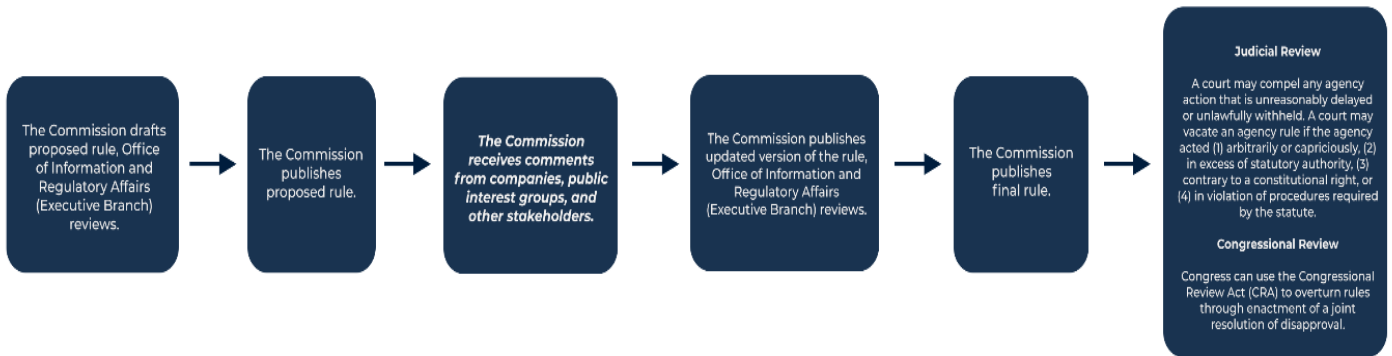 The Commission drafts
proposed rule, Office
of Information and
Regulatory Affairs
(Executive Branch)
reviews.
The Commission
publishes
proposed rule.
The Commission
receives comments
from companies, public
interest groups, and
other stakeholders.
The Commission publishes
updated version of the rule,
Office of Information and
Regulatory Affairs
(Executive Branch) reviews.
The Commission
publishes
final rule.
Judicial Review
A court may compel any agency
action that is unreasonably delayed
or unlawfully withheld. A court may
vacate an agency rule if the agency
acted (1) arbitrarily or capriciously, (2)
in excess of statutory authority, (3)
contrary to a constitutional right, or
(4) in violation of procedures required
by the statute.
Congressional Review
Congress can use the Congressional
Review Act (CRA) to overturn rules
through enactment of a joint
resolution of disapproval.